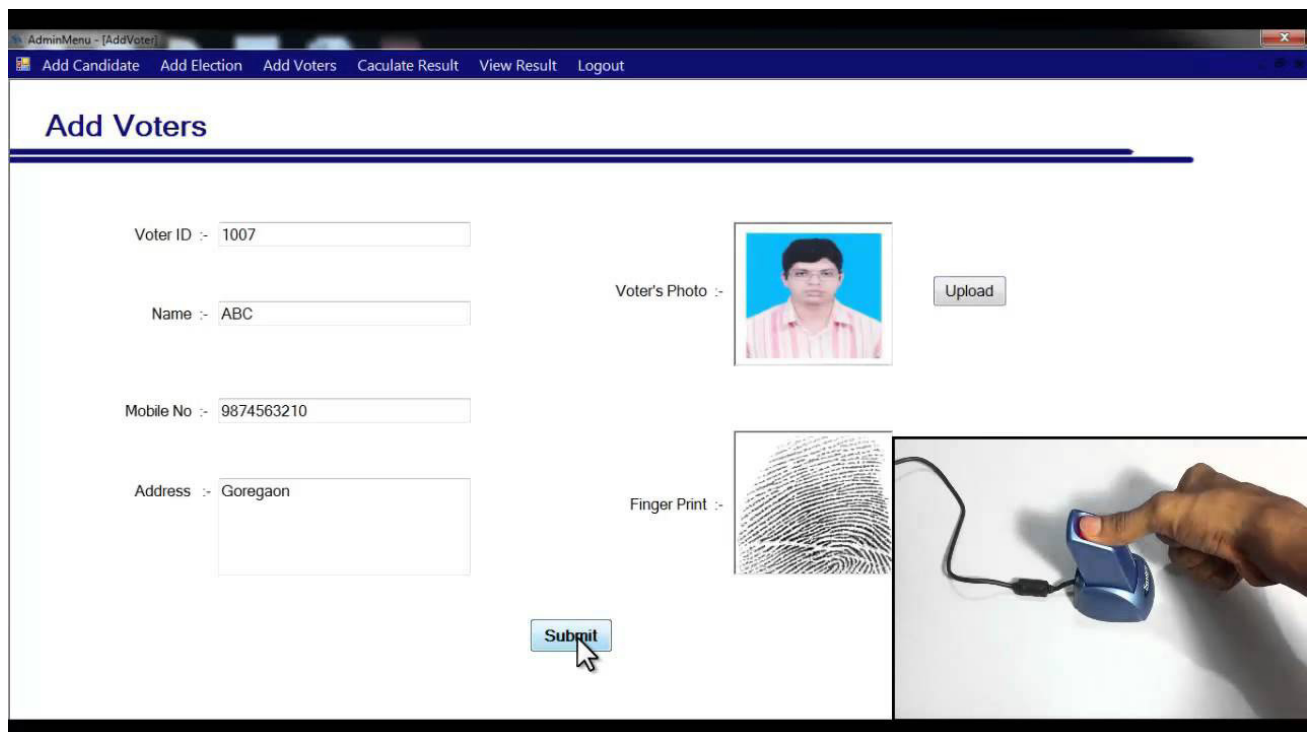 AdminMenu - [AddVoter]
Add Candidate Add Election Add Voters Caculate Result View Result Logout
Add Voters
Voter ID :- 1007
Name :- ABC
Mobile No :- 9874563210
Address :- Goregaon
Voter's Photo :-
Upload
Finger Print :-
Submit